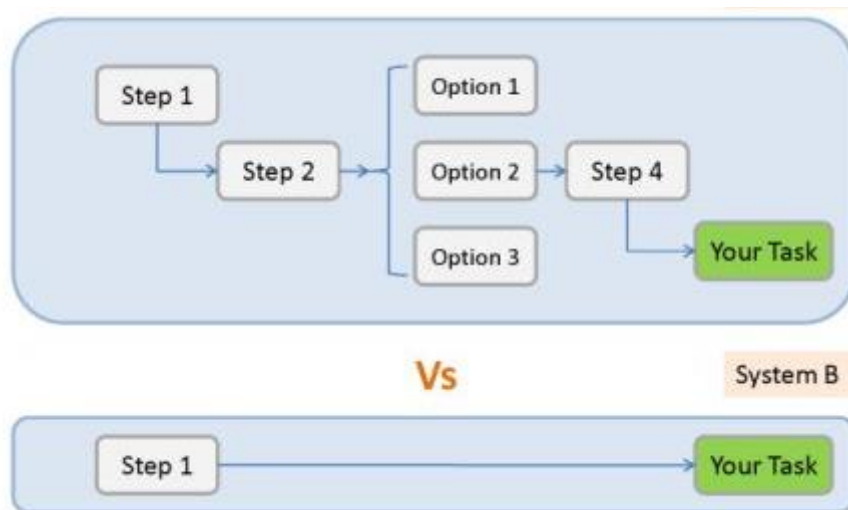 Step 1
Option 1
Step 2
Option 2
Step 4
Option 3
Your Task
Vs
System B
Step 1
Your Task